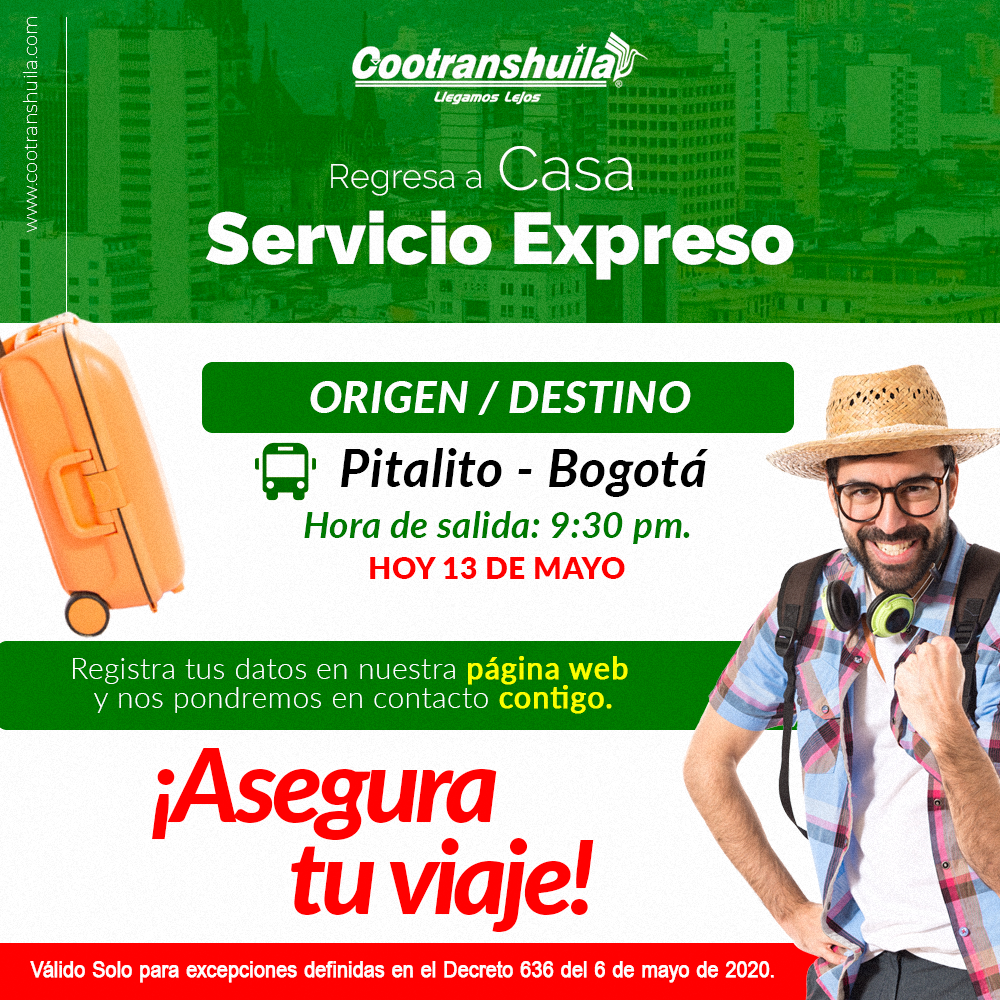 www.cootranshuila.com
Cootranshuila®
Llegamos Lejos
Regresa a Casa
Servicio Expreso
ORIGEN / DESTINO
Pitalito - Bogotá
Hora de salida: 9:30 pm.
HOY 13 DE MAYO
Registra tus datos en nuestra página web
y nos pondremos en contacto contigo.
¡Asegura
tu viaje!
Válido Solo para excepciones definidas en el Decreto 636 del 6 de mayo de 2020.